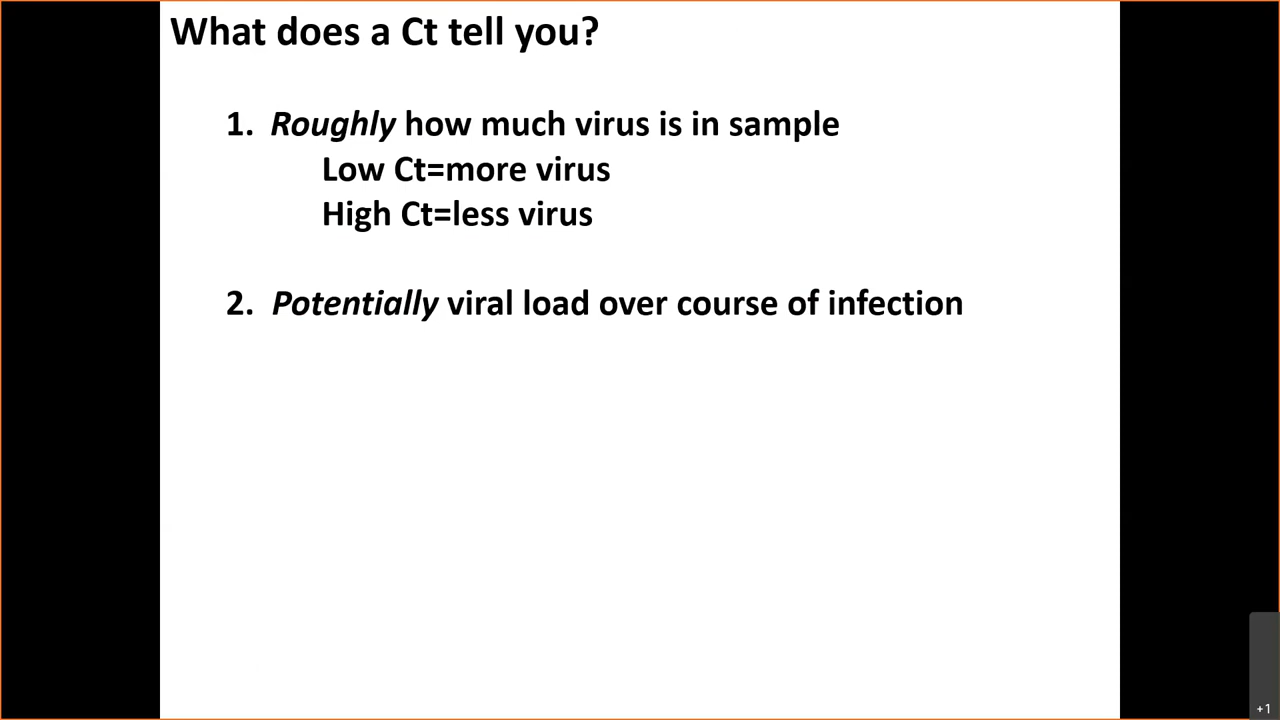 What does a Ct tell you?
1. Roughly how much virus is in sample
Low Ct=more virus
High Ct=less virus
2. Potentially viral load over course of infection
+1